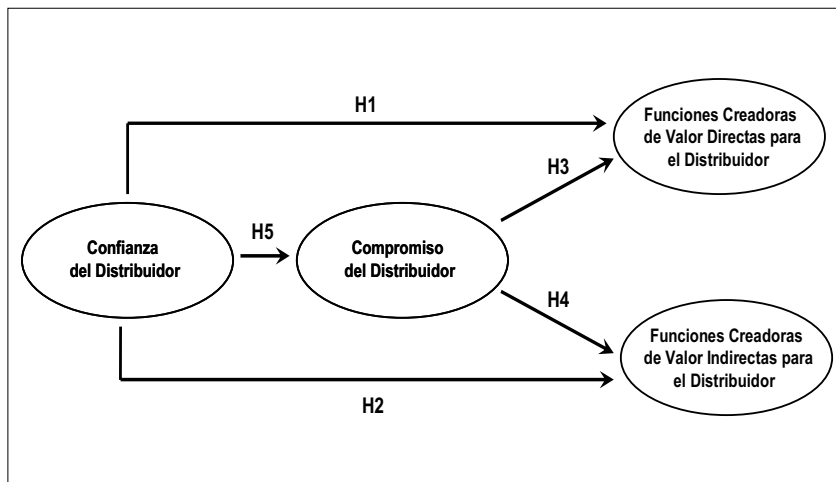 H1
Funciones Creadoras
de Valor Directas para
el Distribuidor
H3
Confianza
del Distribuidor
H5
Compromiso
del Distribuidor
H4
Funciones Creadoras
de Valor Indirectas para
el Distribuidor
H2